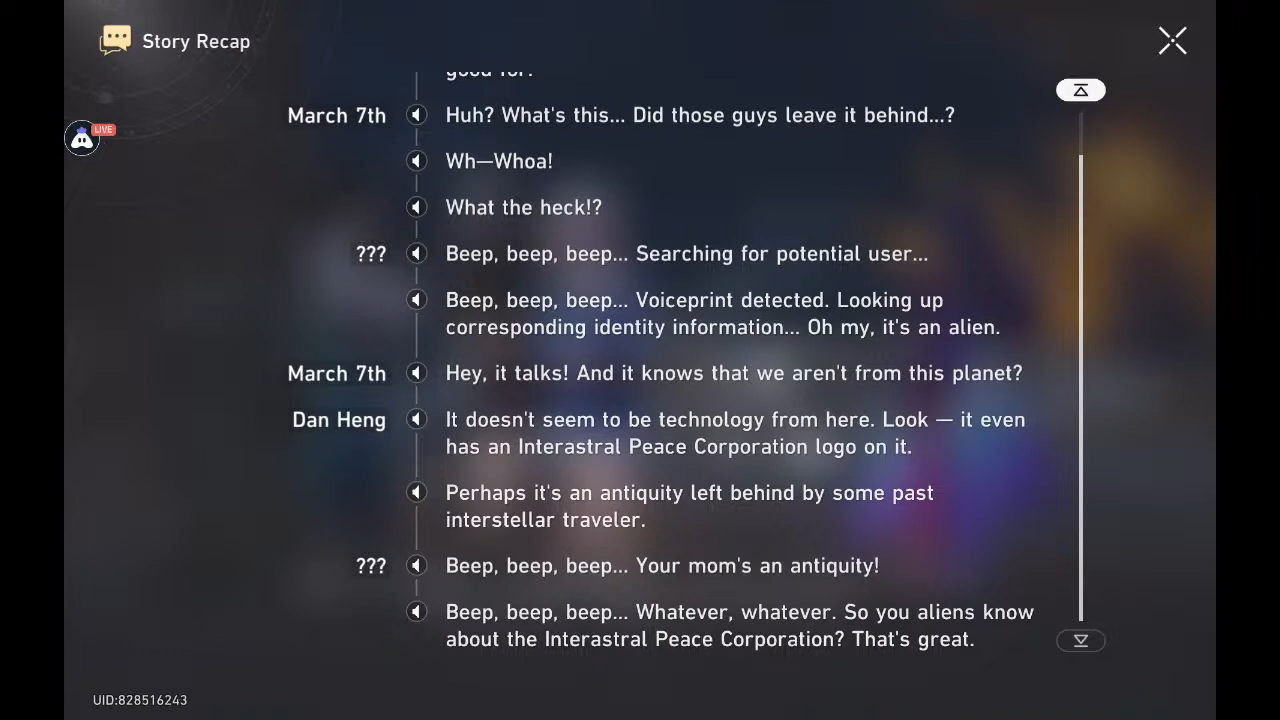 Story Recap
good for?
March 7th
Huh? What's this... Did those guys leave it behind...?
LIVE
Wh—Whoa!
What the heck!?
???
Beep, beep, beep... Searching for potential user...
Beep, beep, beep... Voiceprint detected. Looking up
corresponding identity information... Oh my, it's an alien.
March 7th
Hey, it talks! And it knows that we aren't from this planet?
Dan Heng
It doesn't seem to be technology from here. Look — it even
has an Interastral Peace Corporation logo on it.
Perhaps it's an antiquity left behind by some past
interstellar traveler.
???
Beep, beep, beep... Your mom's an antiquity!
Beep, beep, beep... Whatever, whatever. So you aliens know
about the Interastral Peace Corporation? That's great.
UID:828516243